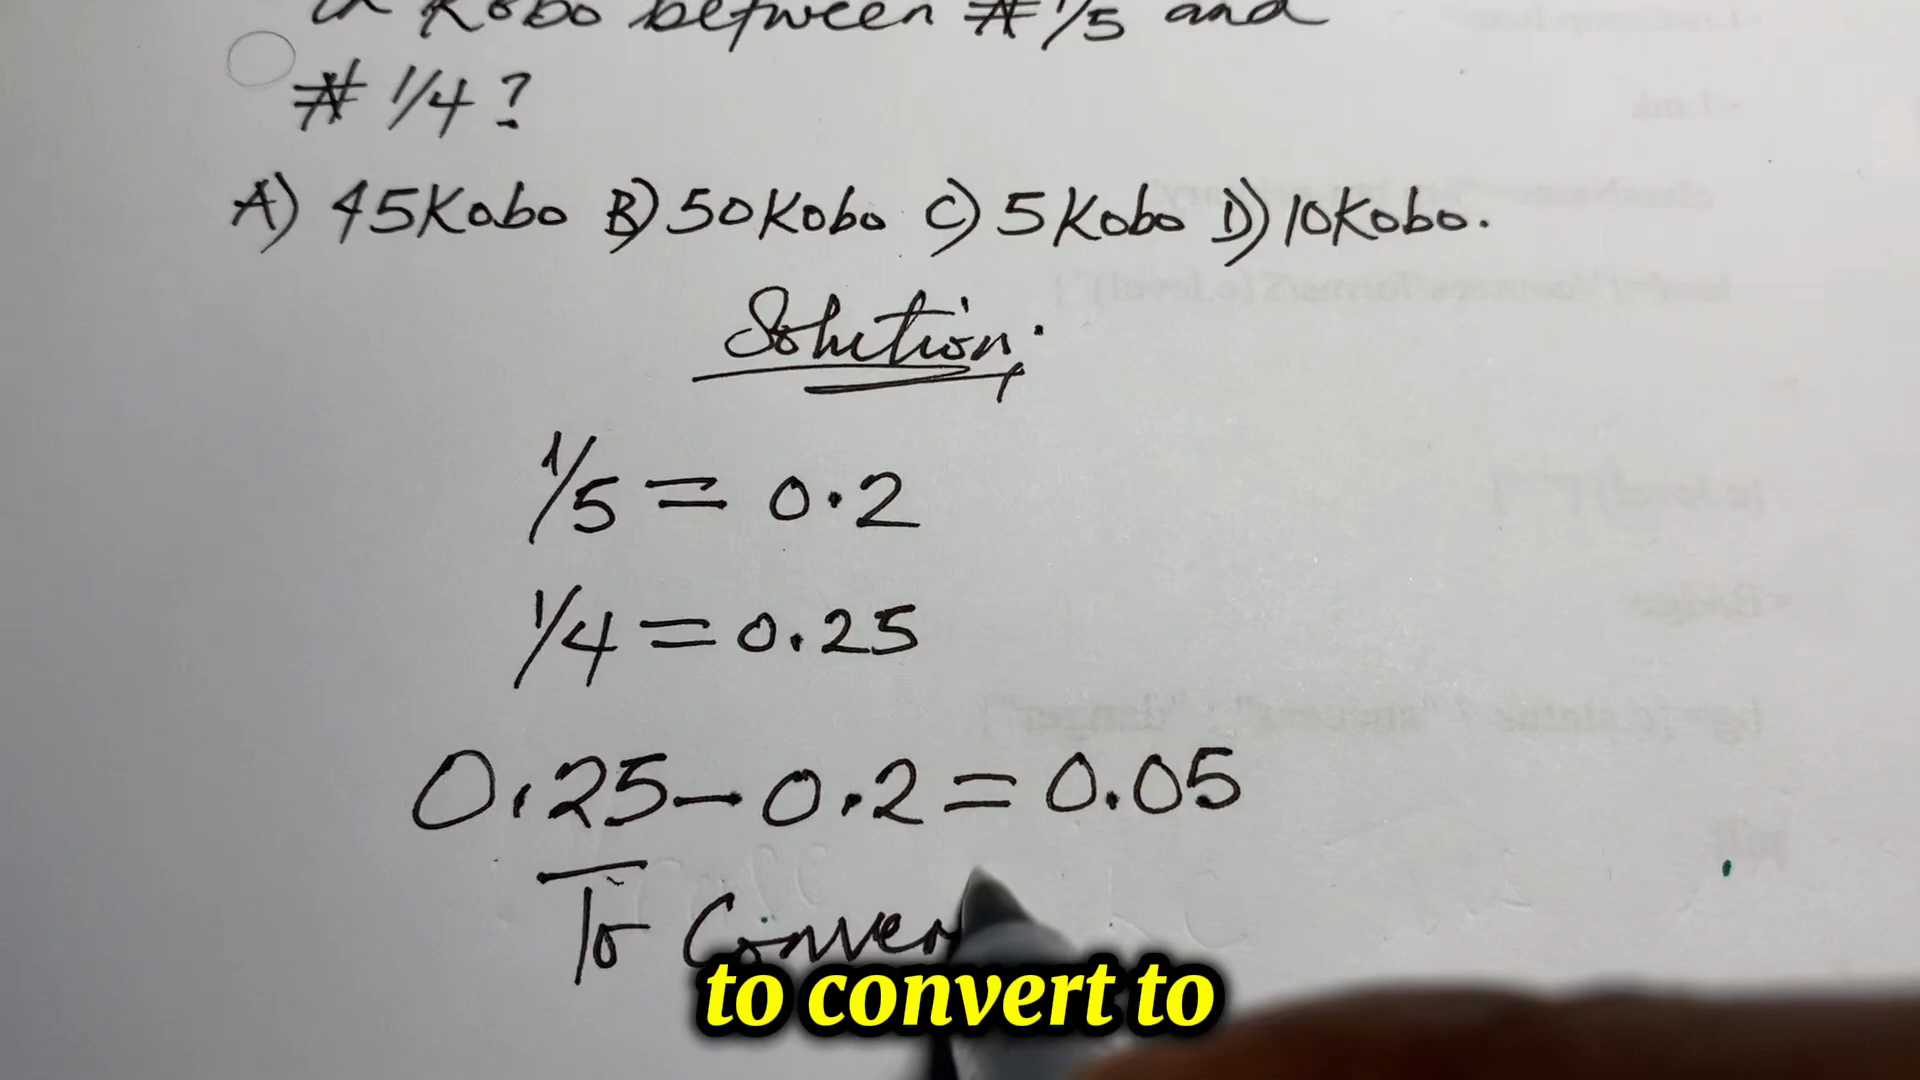 in Kobo between ₦ 1/5 and
₦ 1/4 ?
A) 45Kobo B) 50Kobo C) 5Kobo D) 10Kobo.
Solution.
1/5 = 0.2
1/4 = 0.25
0.25 - 0.2 = 0.05
To Conver
to convert to